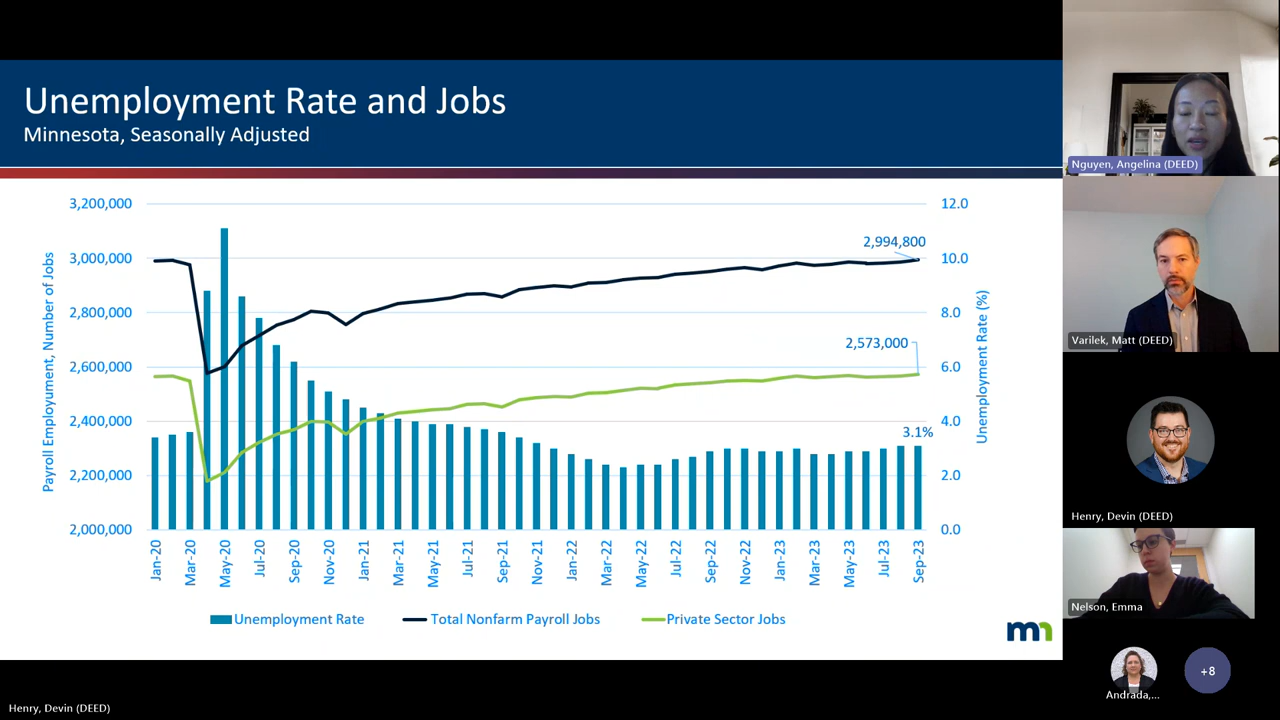 Unemployment Rate and Jobs
Minnesota, Seasonally Adjusted
Payroll Employum, Number of Jobs
3,200,000
3,000,000
2,800,000
2,600,000
2,400,000
2,200,000
2,000,000
12.0
10.0
8.0
6.0
4.0
2.0
0.0
Unemployment Rate (%)
2,994,800
2,573,000
3.1%
Jan-20
Mar-20
May-20
Jul-20
Sep-20
Nov-20
Jan-21
Mar-21
May-21
Jul-21
Sep-21
Nov-21
Jan-22
Mar-22
May-22
Jul-22
Sep-22
Nov-22
Jan-23
Mar-23
May-23
Jul-23
Sep-23
Unemployment Rate
Total Nonfarm Payroll Jobs
Private Sector Jobs
mn
Nguyen, Angelina (DEED)
Varilek, Matt (DEED)
Henry, Devin (DEED)
Nelson, Emma
Andrada,...
+8
Henry, Devin (DEED)